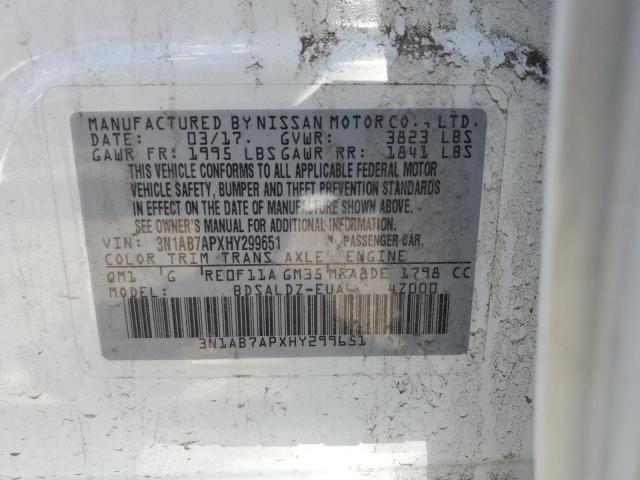 MANUFACTURED BY NISSAN MOTOR CO., LTD.
DATE: 03/17. GVWR: 3823 LBS
GAWR FR: 1995 LBS GAWR RR: 1841 LBS
THIS VEHICLE CONFORMS TO ALL APPLICABLE FEDERAL MOTOR
VEHICLE SAFETY, BUMPER AND THEFT PREVENTION STANDARDS
IN EFFECT ON THE DATE OF MANUFACTURE SHOWN ABOVE.
SEE OWNER'S MANUAL FOR ADDITIONAL INFORMATION.
VIN: 3N1AB7APXHY299651 PASSENGER CAR.
COLOR TRIM TRANS AXLE ENGINE
QM1 G RE0F11A GM35 MRA8DE 1798 CC
MODEL: BDSALDZ-EUA 4Z000
3N1AB7APXHY299651